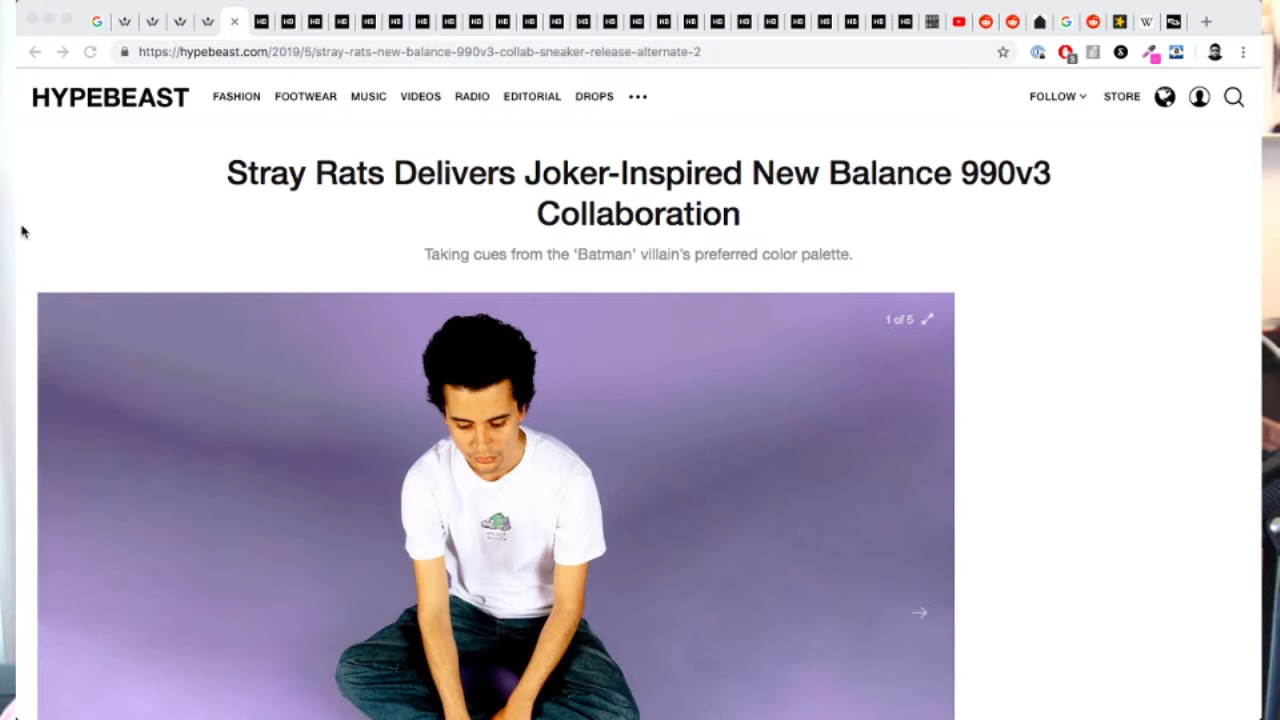 https://hypebeast.com/2019/5/stray-rats-new-balance-990v3-collab-sneaker-release-alternate-2
HYPEBEAST FASHION FOOTWEAR MUSIC VIDEOS RADIO EDITORIAL DROPS ••• FOLLOW STORE
Stray Rats Delivers Joker-Inspired New Balance 990v3
Collaboration
Taking cues from the ‘Batman’ villain’s preferred color palette.
1 of 5